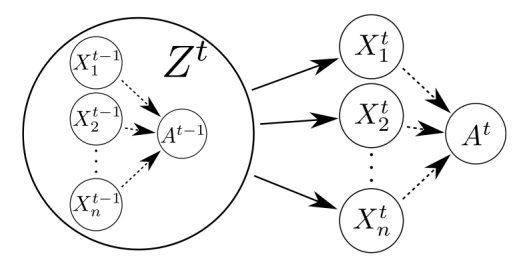 X_1^{t-1}
X_2^{t-1}
X_n^{t-1}
A^{t-1}
Z^t
X_1^t
X_2^t
X_n^t
A^t